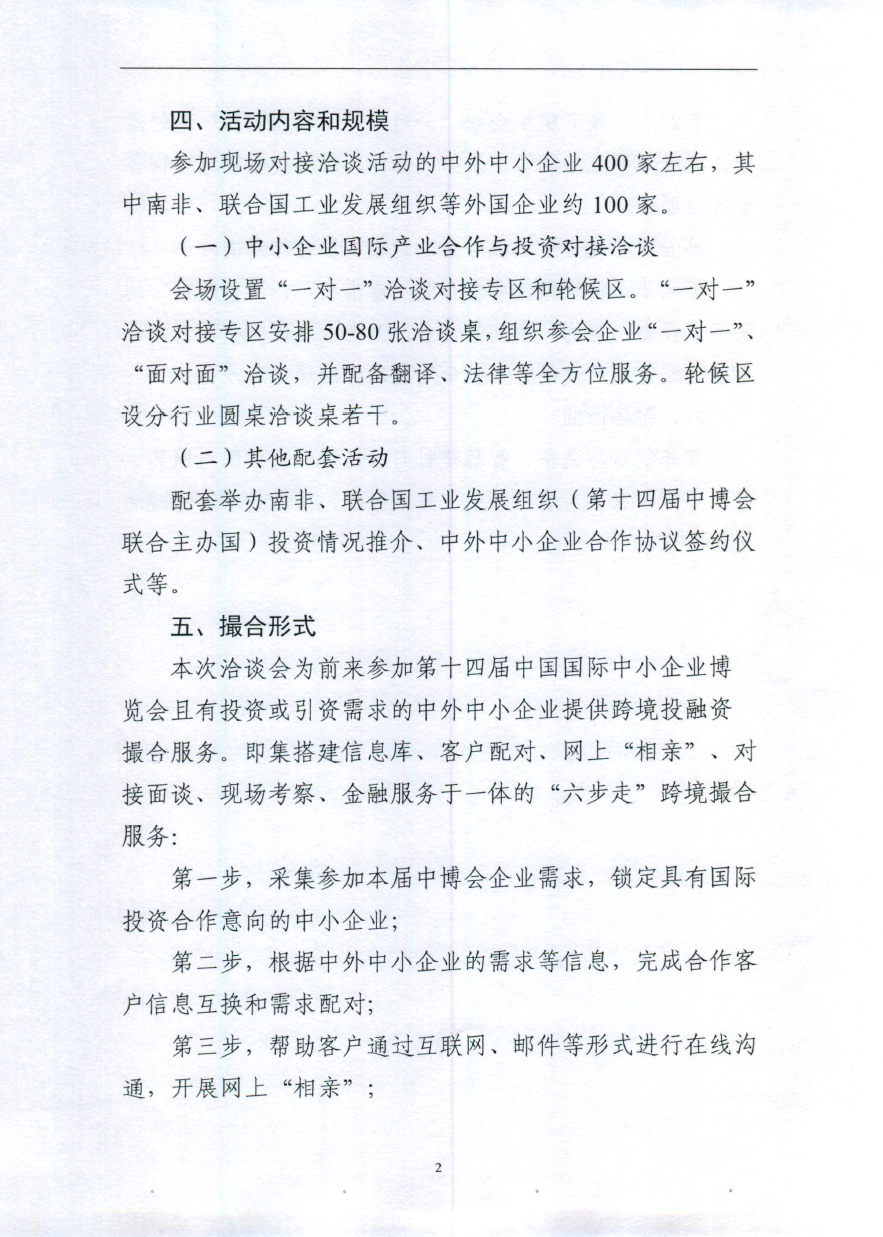 四、活动内容和规模
参加现场对接洽谈活动的中外中小企业 400 家左右，其
中南非、联合国工业发展组织等外国企业约 100 家。
（一）中小企业国际产业合作与投资对接洽谈
会场设置“一对一”洽谈对接专区和轮候区。“一对一”
洽谈对接专区安排 50-80 张洽谈桌，组织参会企业“一对一”、
“面对面”洽谈，并配备翻译、法律等全方位服务。轮候区
设分行业圆桌洽谈桌若干。
（二）其他配套活动
配套举办南非、联合国工业发展组织（第十四届中博会
联合主办国）投资情况推介、中外中小企业合作协议签约仪
式等。
五、撮合形式
本次洽谈会为前来参加第十四届中国国际中小企业博
览会且有投资或引资需求的中外中小企业提供跨境投融资
撮合服务。即集搭建信息库、客户配对、网上“相亲”、对
接面谈、现场考察、金融服务于一体的“六步走”跨境撮合
服务：
第一步，采集参加本届中博会企业需求，锁定具有国际
投资合作意向的中小企业；
第二步，根据中外中小企业的需求等信息，完成合作客
户信息互换和需求配对；
第三步，帮助客户通过互联网、邮件等形式进行在线沟
通，开展网上“相亲”；
2